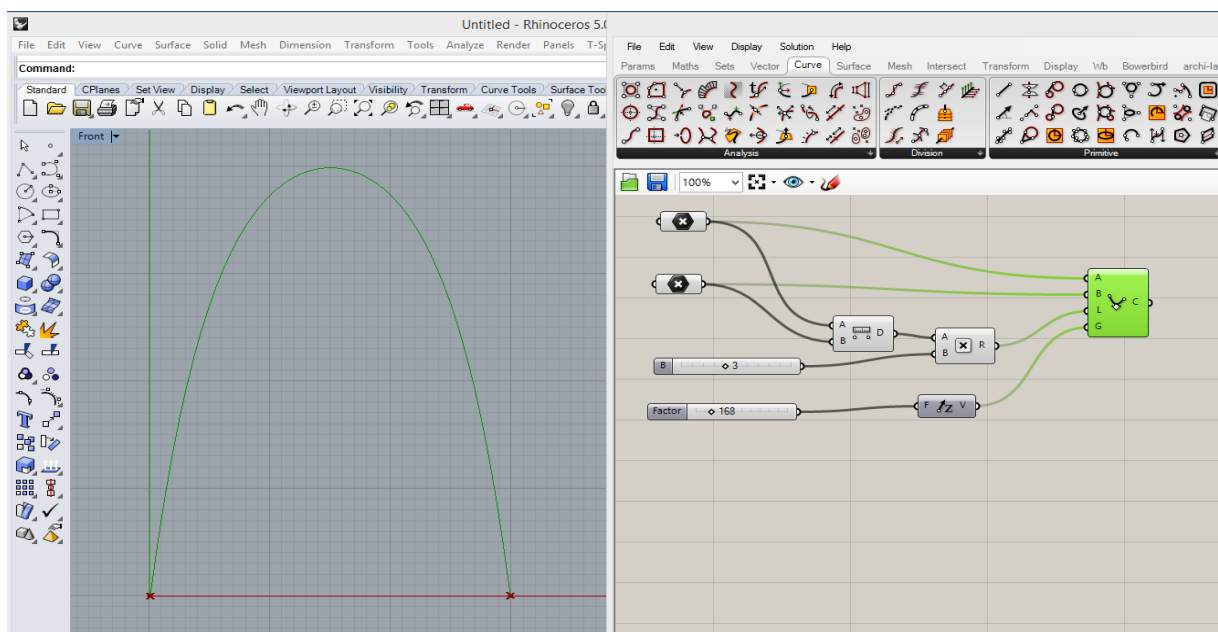 Untitled - Rhinoceros 5.0
File Edit View Curve Surface Solid Mesh Dimension Transform Tools Analyze Render Panels T-Sp
Command:
Standard CPlanes Set View Display Select Viewport Layout Visibility Transform Curve Tools Surface Too
Front
File Edit View Display Solution Help
Params Maths Sets Vector Curve Surface Mesh Intersect Transform Display Wb Bowerbird archi-la
Analysis Division Primitive
100%
A
B C
L
G
A
B D
A
B R
B 3
Factor 168
F Z V